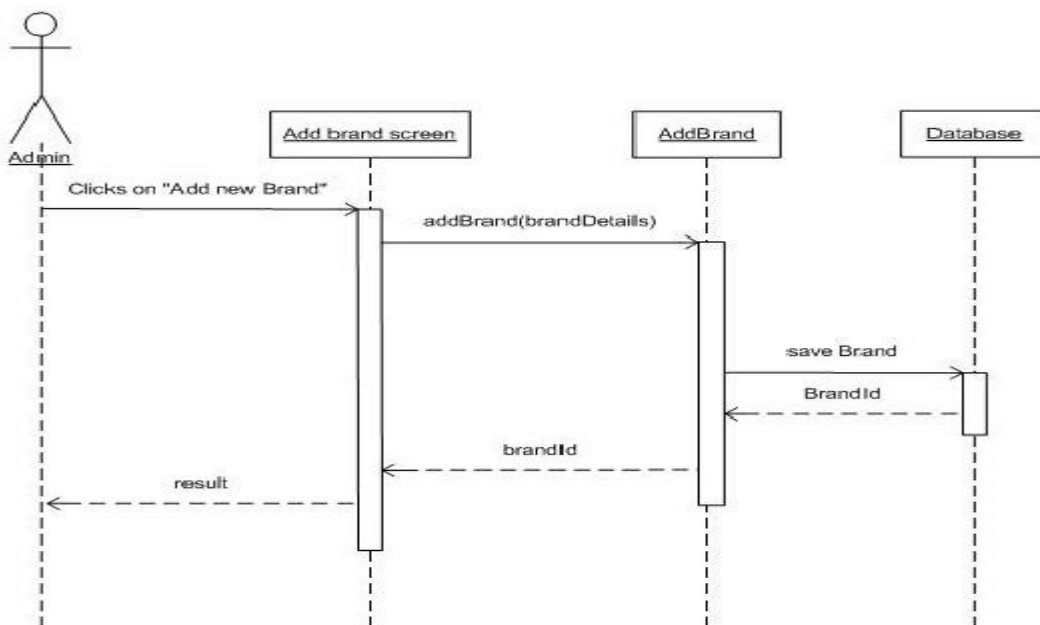 Admin
Add brand screen
AddBrand
Database
Clicks on "Add new Brand"
addBrand(brandDetails)
save Brand
BrandId
brandId
result